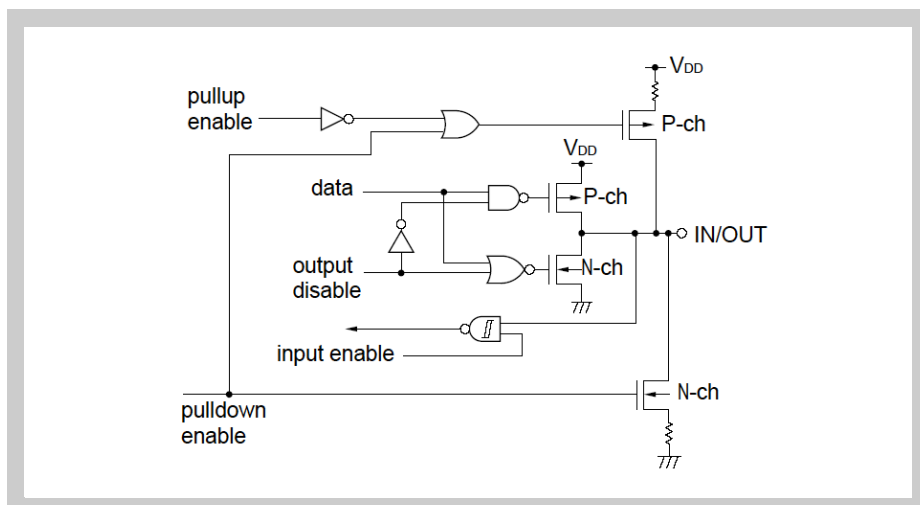 VDD
pullup
enable
P-ch
VDD
data
P-ch
IN/OUT
output
disable
N-ch
input enable
N-ch
pulldown
enable